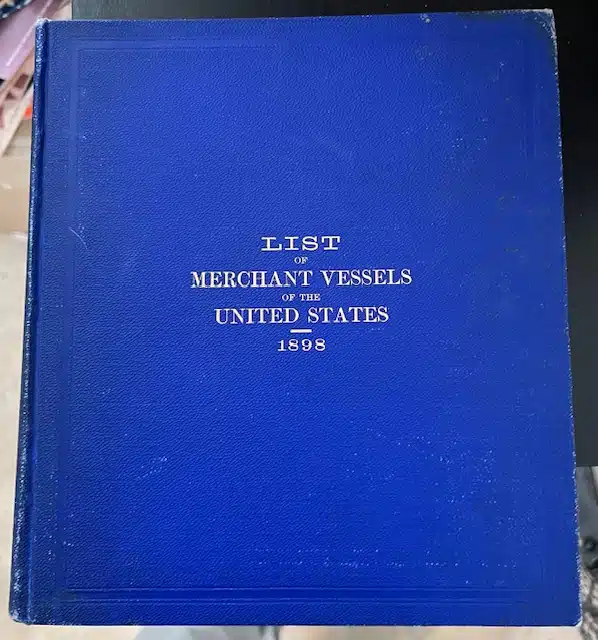 LIST
OF
MERCHANT VESSELS
OF THE
UNITED STATES
1898